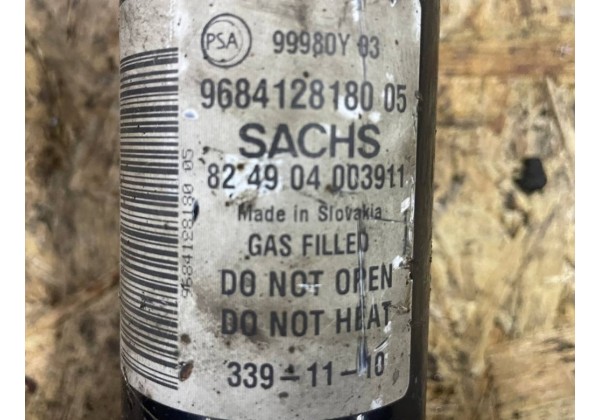 PSA 99980Y 03
9684128180 05
SACHS
82 49 04 003911
Made in Slovakia
GAS FILLED
DO NOT OPEN
DO NOT HEAT
339-11-10
9684128180 05